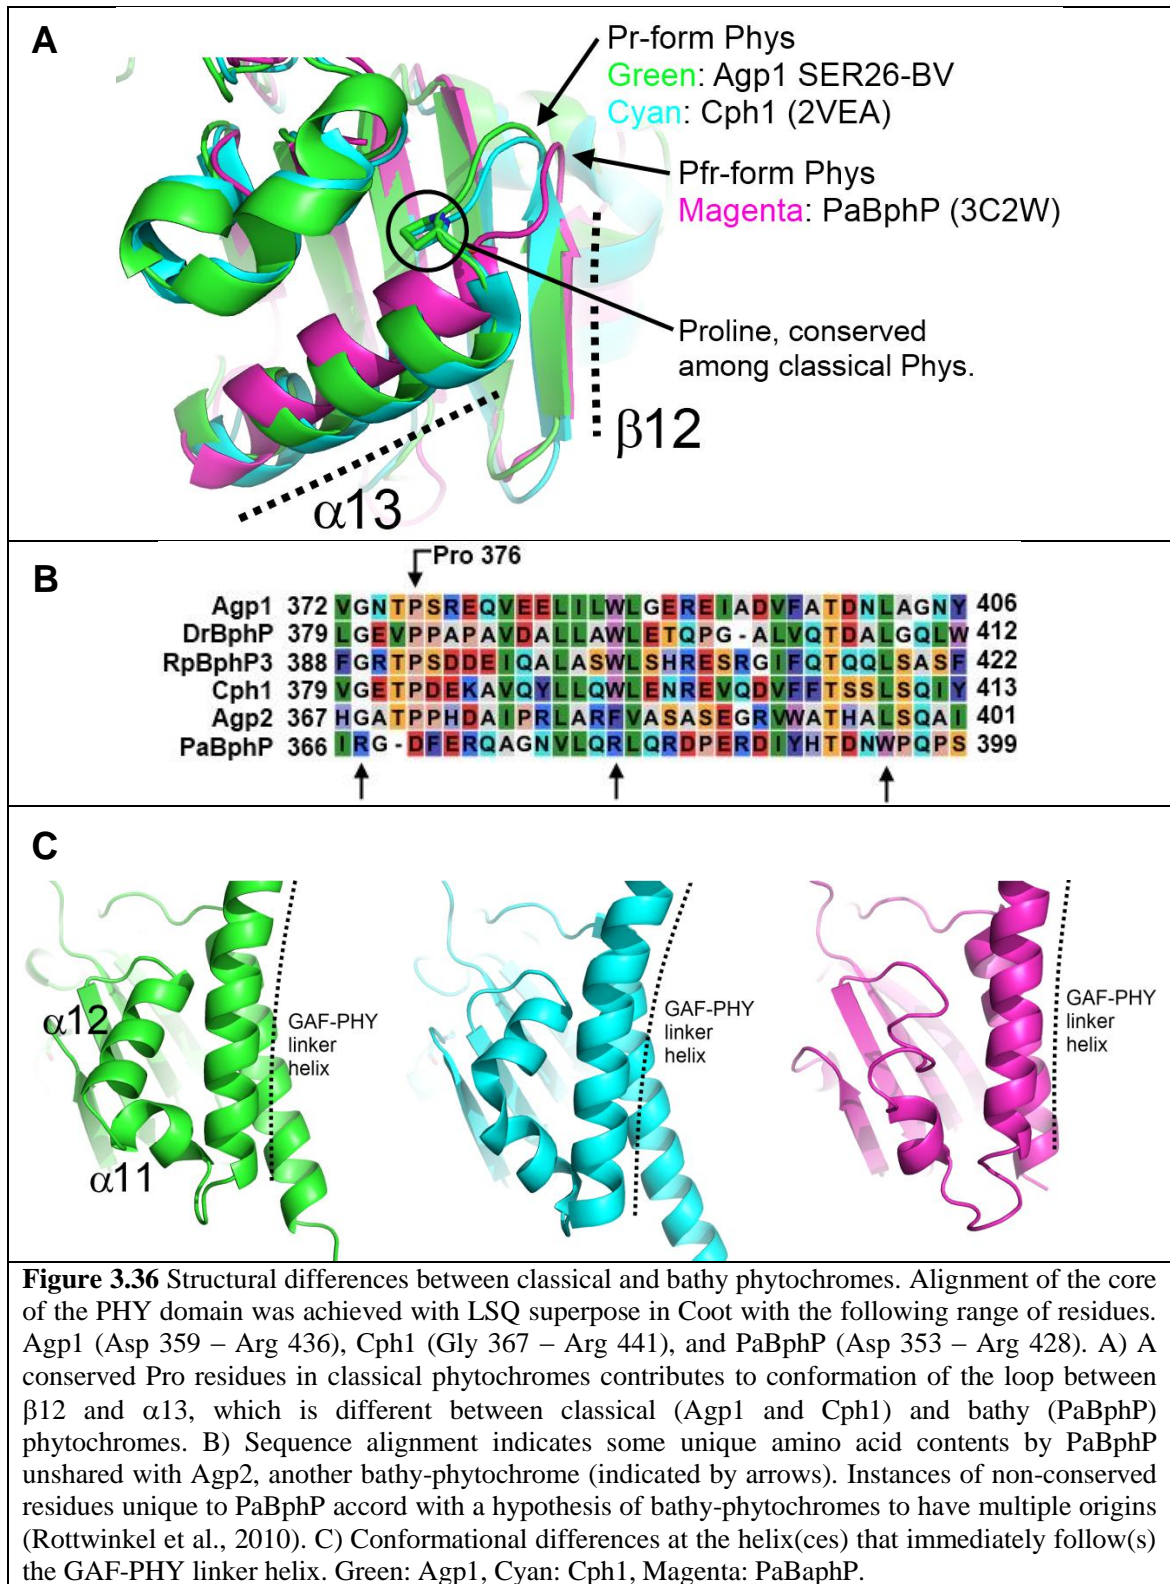 A
Pr-form Phys
Green: Agp1 SER26-BV
Cyan: Cph1 (2VEA)
Pfr-form Phys
Magenta: PaBphP (3C2W)
Proline, conserved
among classical Phys.
β12
α13
B
Pro 376
Agp1 372 VGNTPSREQVEELILWLGEREIADVFATDNLAGNY 406
DrBphP 379 LGEVPPAPAVDALLAWLETQPG-ALVQTDALGQLW 412
RpBphP3 388 FGRTPSDDEIQALASWLSHRESRGIFQTQQLSASF 422
Cph1 379 VGETPDEKAVQYLLQWLENREVQDVFFTSSLSQIY 413
Agp2 367 HGATPPHDAIPRLARFVASASEGRVWATHALSQAI 401
PaBphP 366 IRG-DFERQAGNVLQRLQRDPERDIYHTDNWPQPS 399
C
α12
α11
GAF-PHY
linker
helix
GAF-PHY
linker
helix
GAF-PHY
linker
helix
Figure 3.36 Structural differences between classical and bathy phytochromes. Alignment of the core
of the PHY domain was achieved with LSQ superpose in Coot with the following range of residues.
Agp1 (Asp 359 – Arg 436), Cph1 (Gly 367 – Arg 441), and PaBphP (Asp 353 – Arg 428). A) A
conserved Pro residues in classical phytochromes contributes to conformation of the loop between
β12 and α13, which is different between classical (Agp1 and Cph1) and bathy (PaBphP)
phytochromes. B) Sequence alignment indicates some unique amino acid contents by PaBphP
unshared with Agp2, another bathy-phytochrome (indicated by arrows). Instances of non-conserved
residues unique to PaBphP accord with a hypothesis of bathy-phytochromes to have multiple origins
(Rottwinkel et al., 2010). C) Conformational differences at the helix(ces) that immediately follow(s)
the GAF-PHY linker helix. Green: Agp1, Cyan: Cph1, Magenta: PaBaphP.